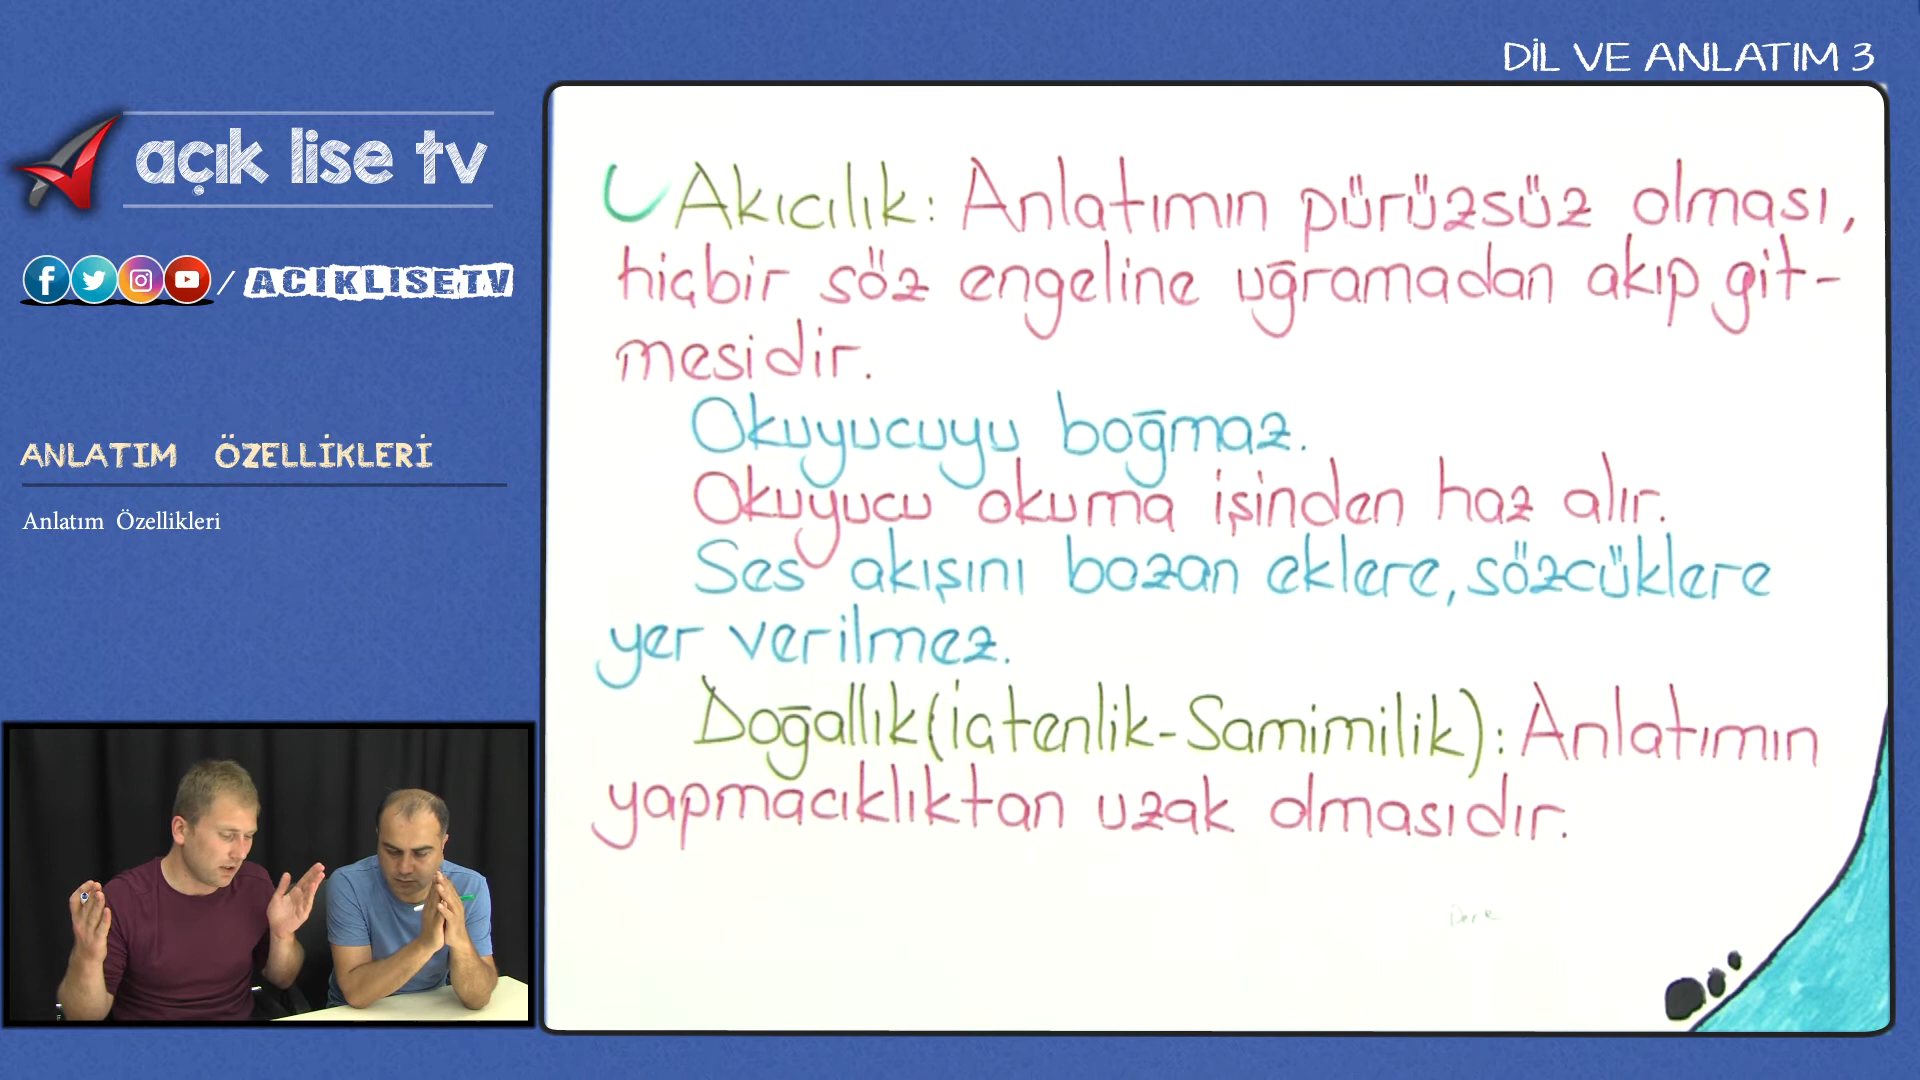 DİL VE ANLATIM 3
açık lise tv
/ ACIKLISETV
ANLATIM ÖZELLİKLERİ
Anlatım Özellikleri
Akıcılık: Anlatımın pürüzsüz olması,
hiçbir söz engeline uğramadan akıp git-
mesidir.
Okuyucuyu boğmaz.
Okuyucu okuma işinden haz alır.
Ses akışını bozan eklere, sözcüklere
yer verilmez.
Doğallık (İçtenlik-Samimilik): Anlatımın
yapmacıklıktan uzak olmasıdır.